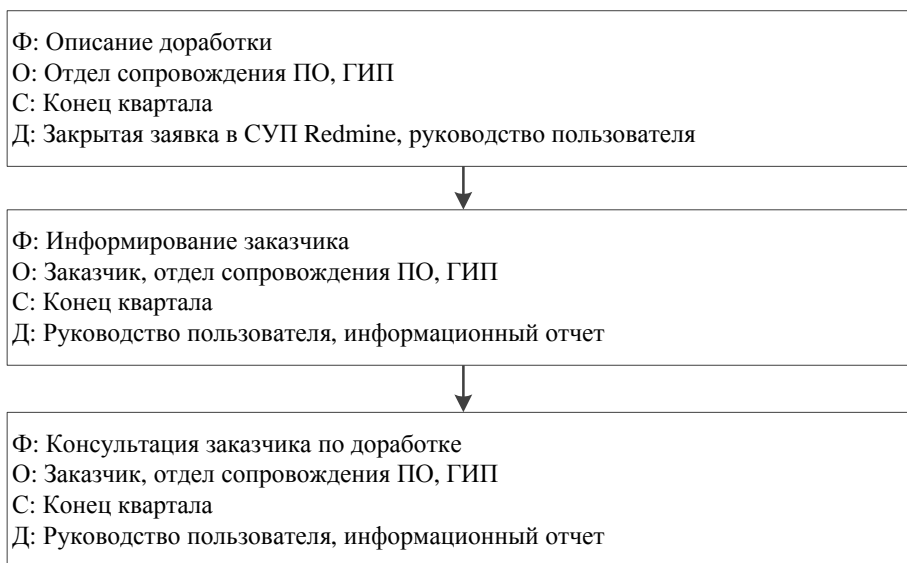 Ф: Описание доработки
О: Отдел сопровождения ПО, ГИП
С: Конец квартала
Д: Закрытая заявка в СУП Redmine, руководство пользователя
Ф: Информирование заказчика
О: Заказчик, отдел сопровождения ПО, ГИП
С: Конец квартала
Д: Руководство пользователя, информационный отчет
Ф: Консультация заказчика по доработке
О: Заказчик, отдел сопровождения ПО, ГИП
С: Конец квартала
Д: Руководство пользователя, информационный отчет